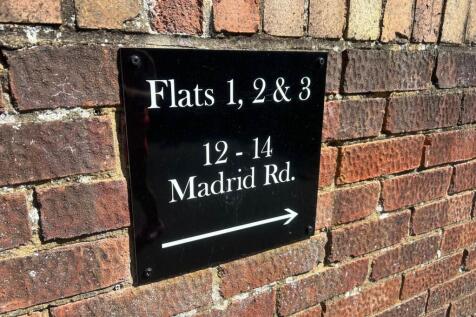 Flats 1, 2 & 3
12 - 14
Madrid Rd.